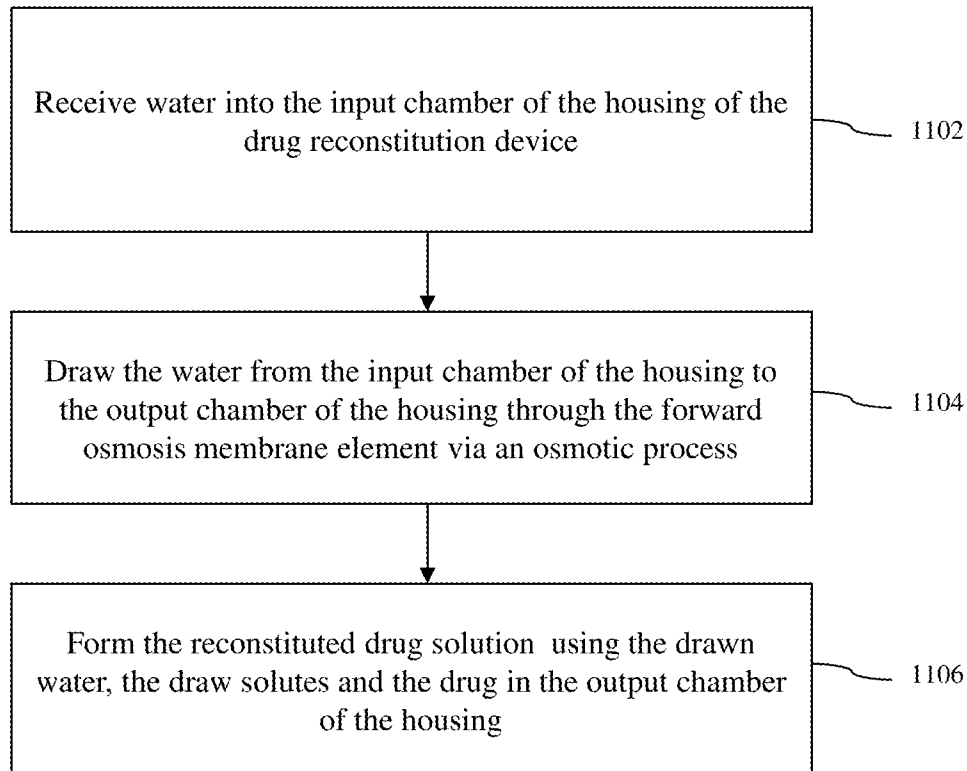 Receive water into the input chamber of the housing of the
drug reconstitution device
1102
Draw the water from the input chamber of the housing to
the output chamber of the housing through the forward
osmosis membrane element via an osmotic process
1104
Form the reconstituted drug solution using the drawn
water, the draw solutes and the drug in the output chamber
of the housing
1106